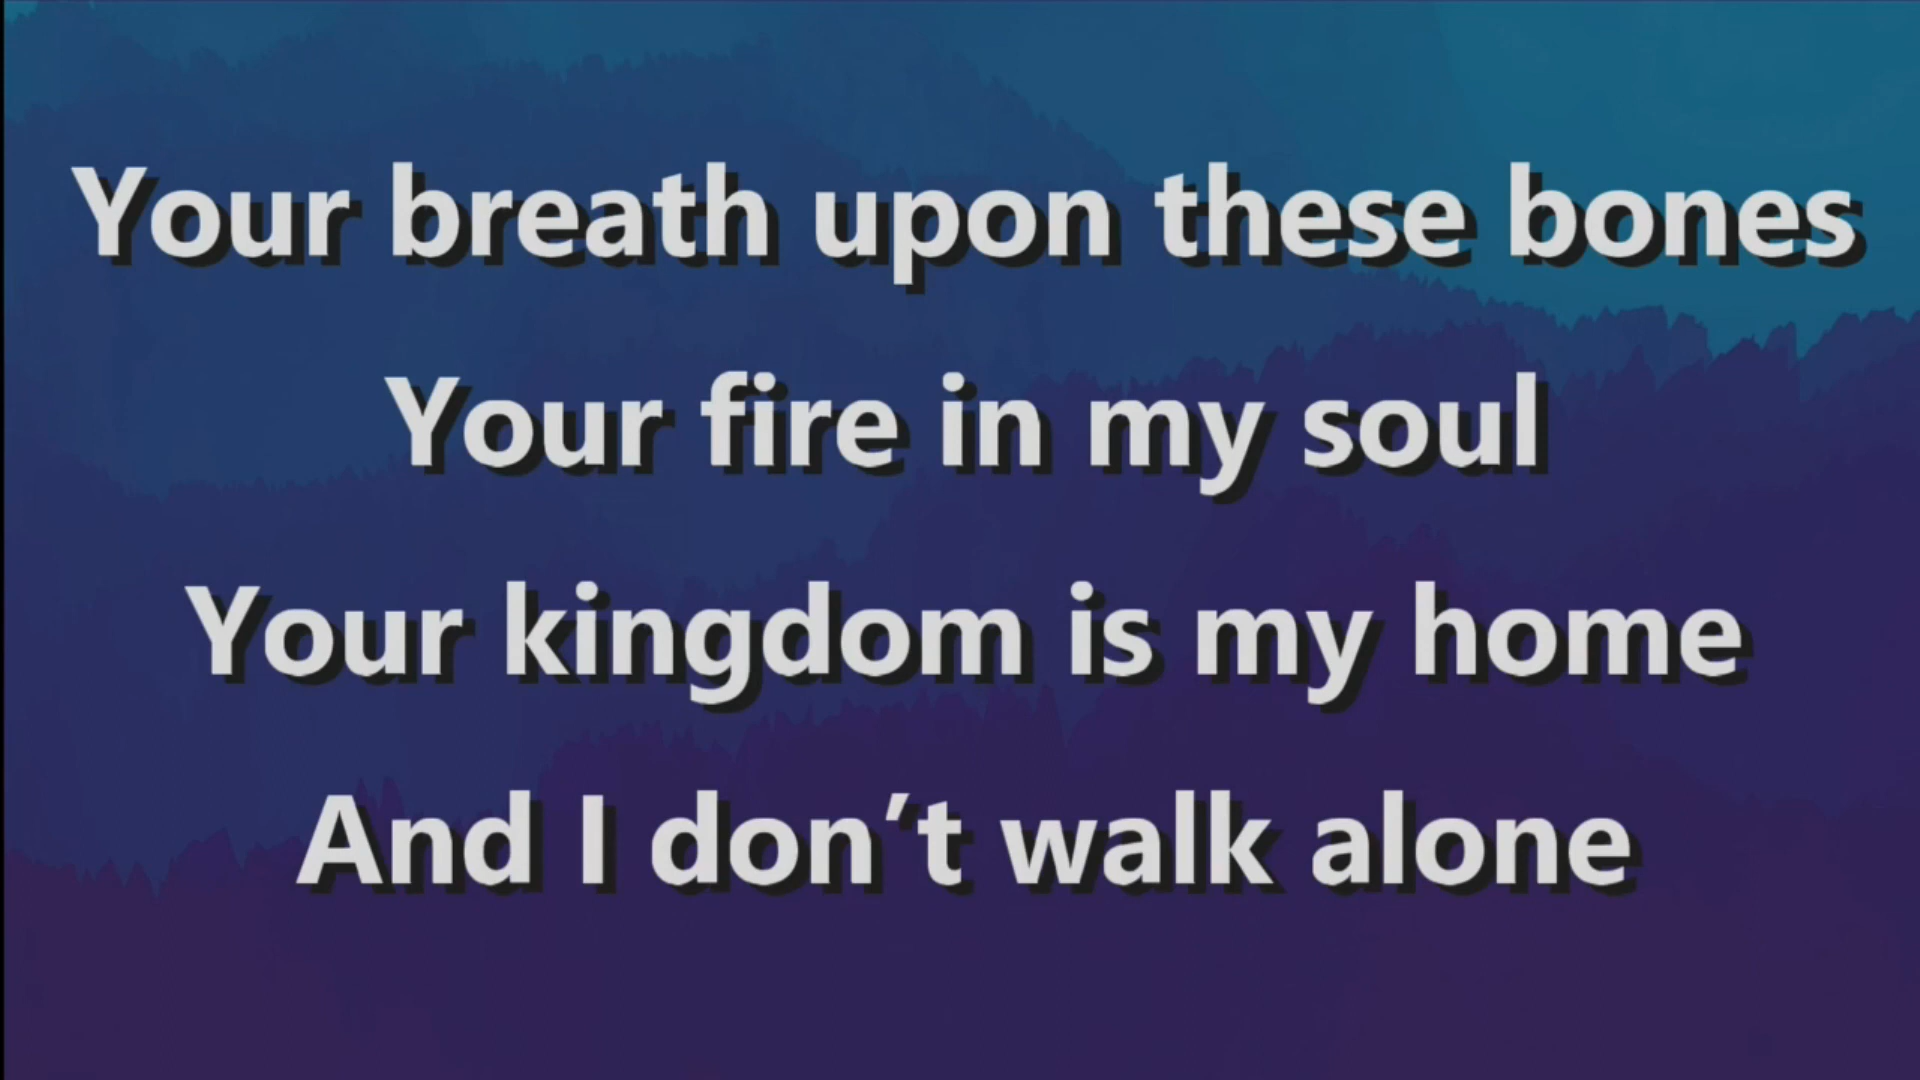 Your breath upon these bones
Your fire in my soul
Your kingdom is my home
And I don’t walk alone